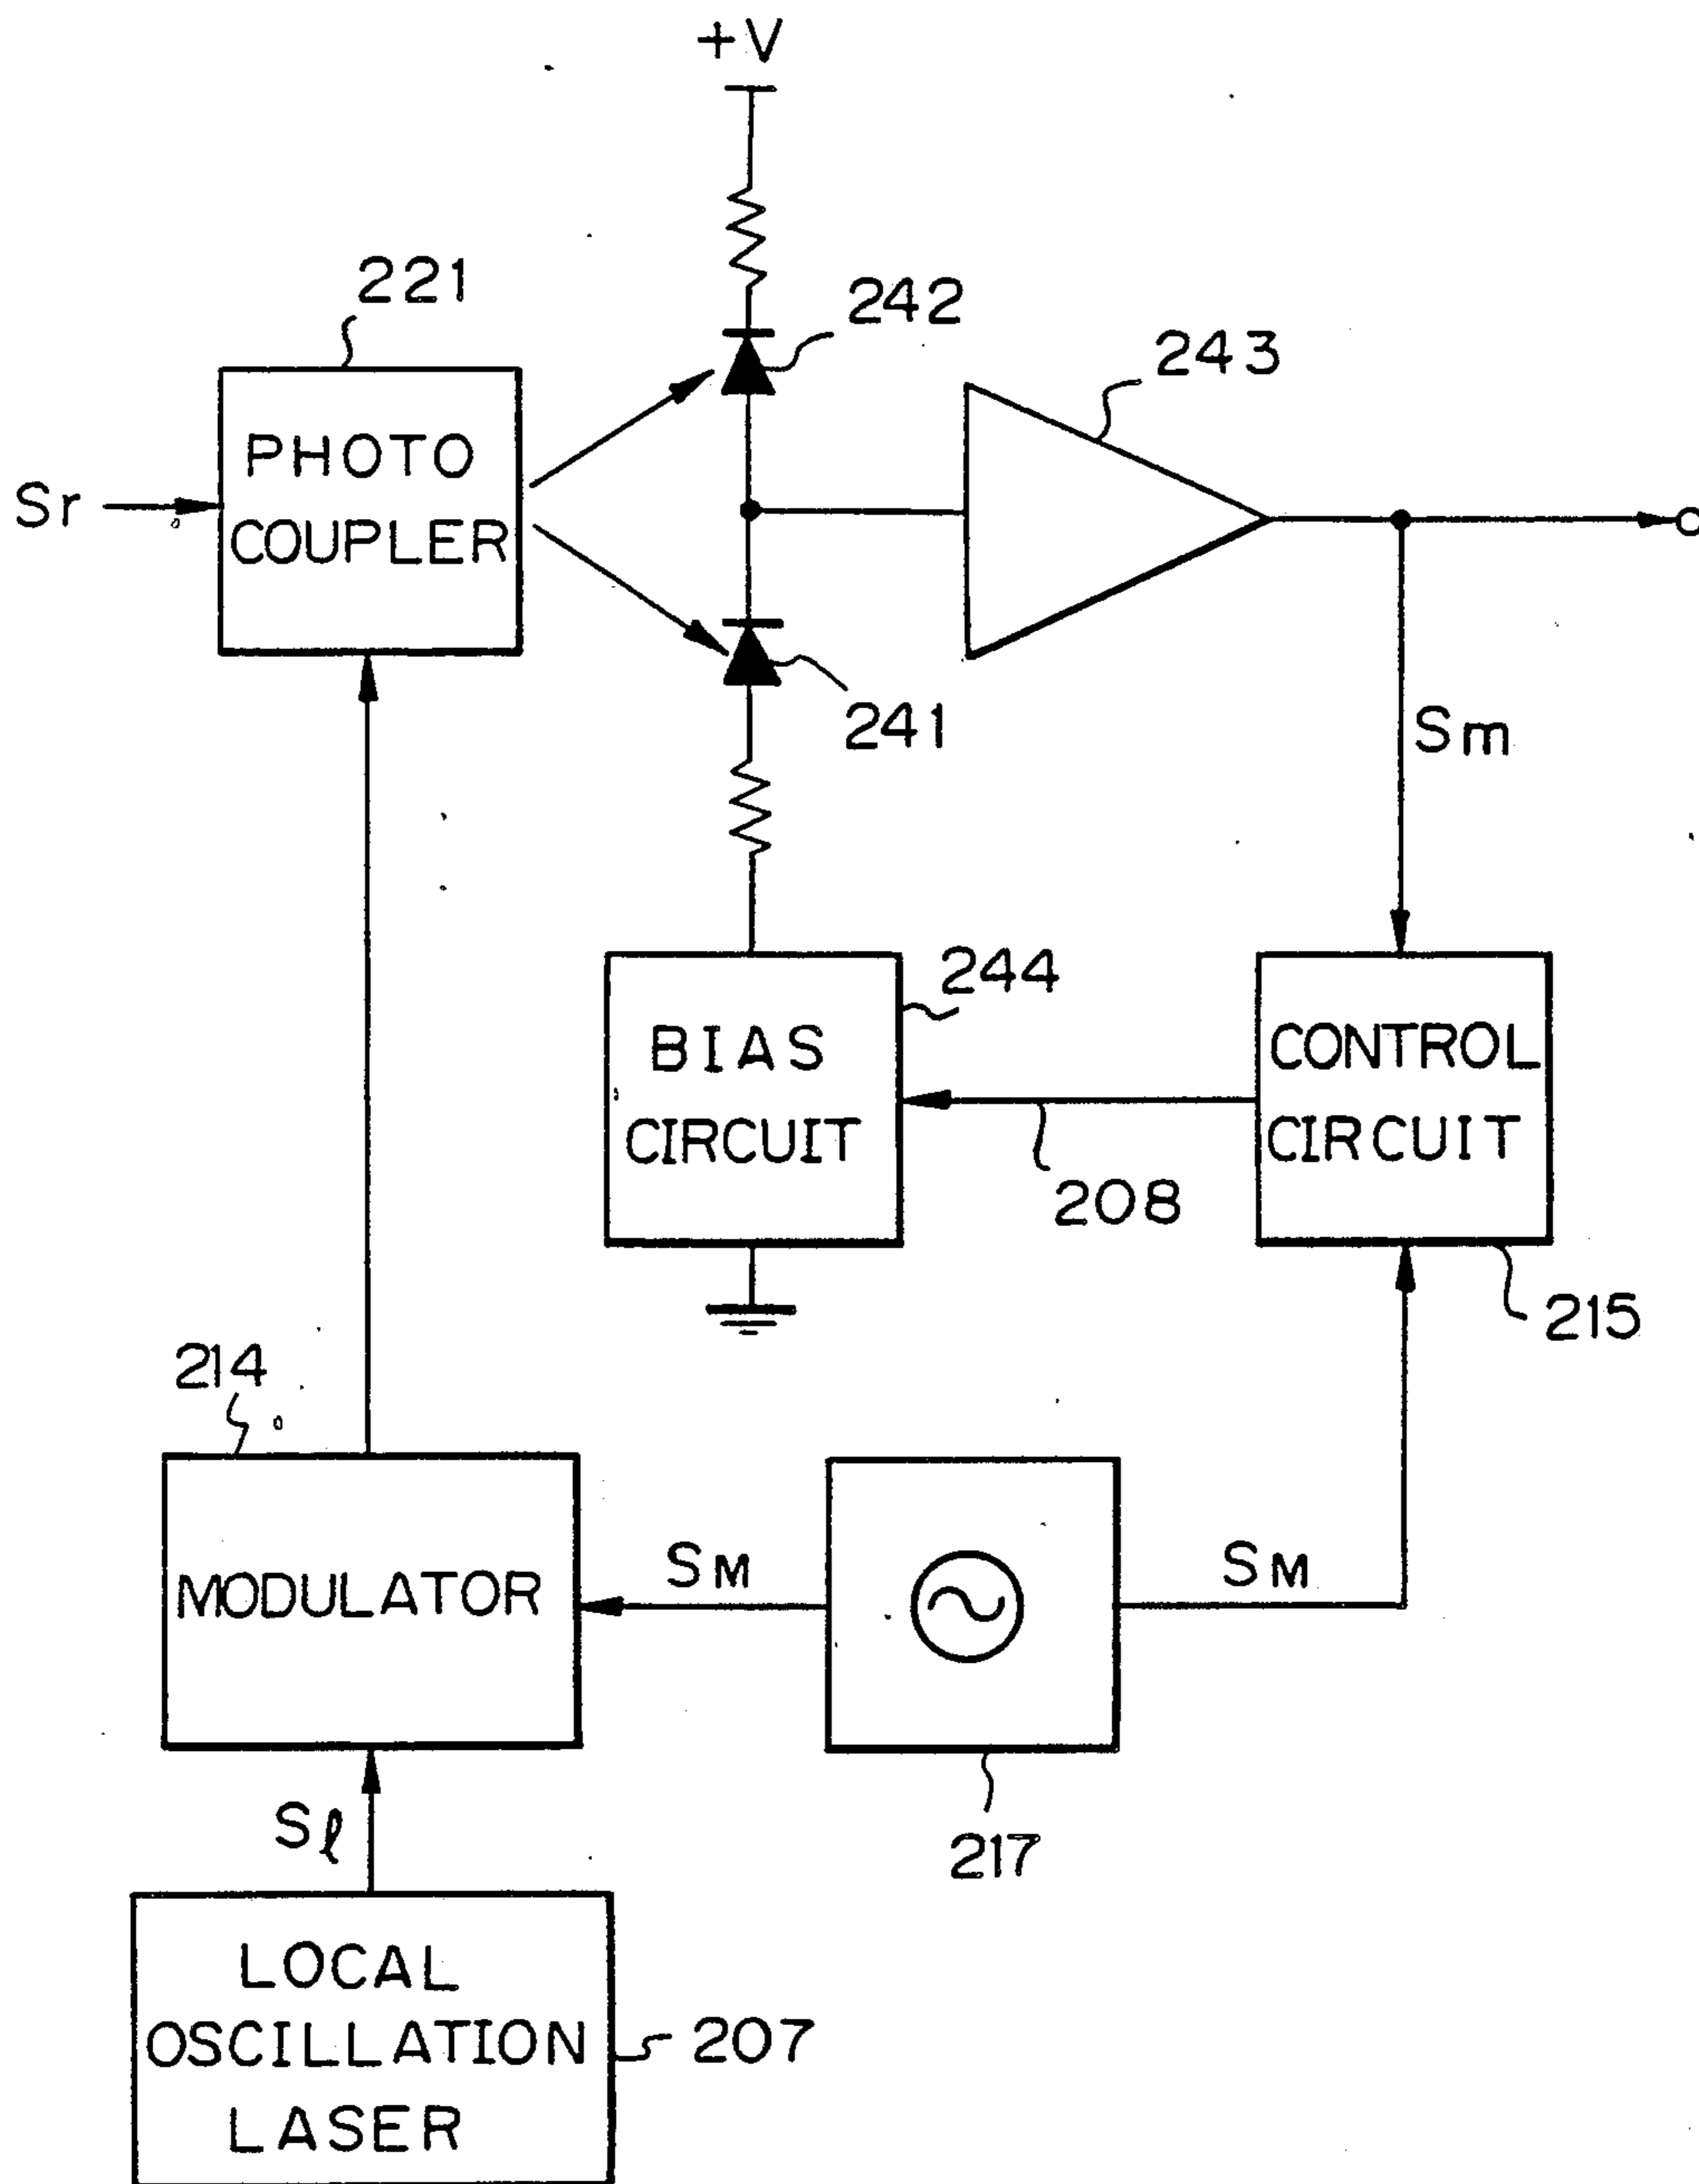 +V
221
242
243
PHOTO
COUPLER
Sr
241
Sm
244
BIAS
CIRCUIT
CONTROL
CIRCUIT
208
215
214
MODULATOR
SM
SM
217
Sℓ
LOCAL
OSCILLATION
LASER
207